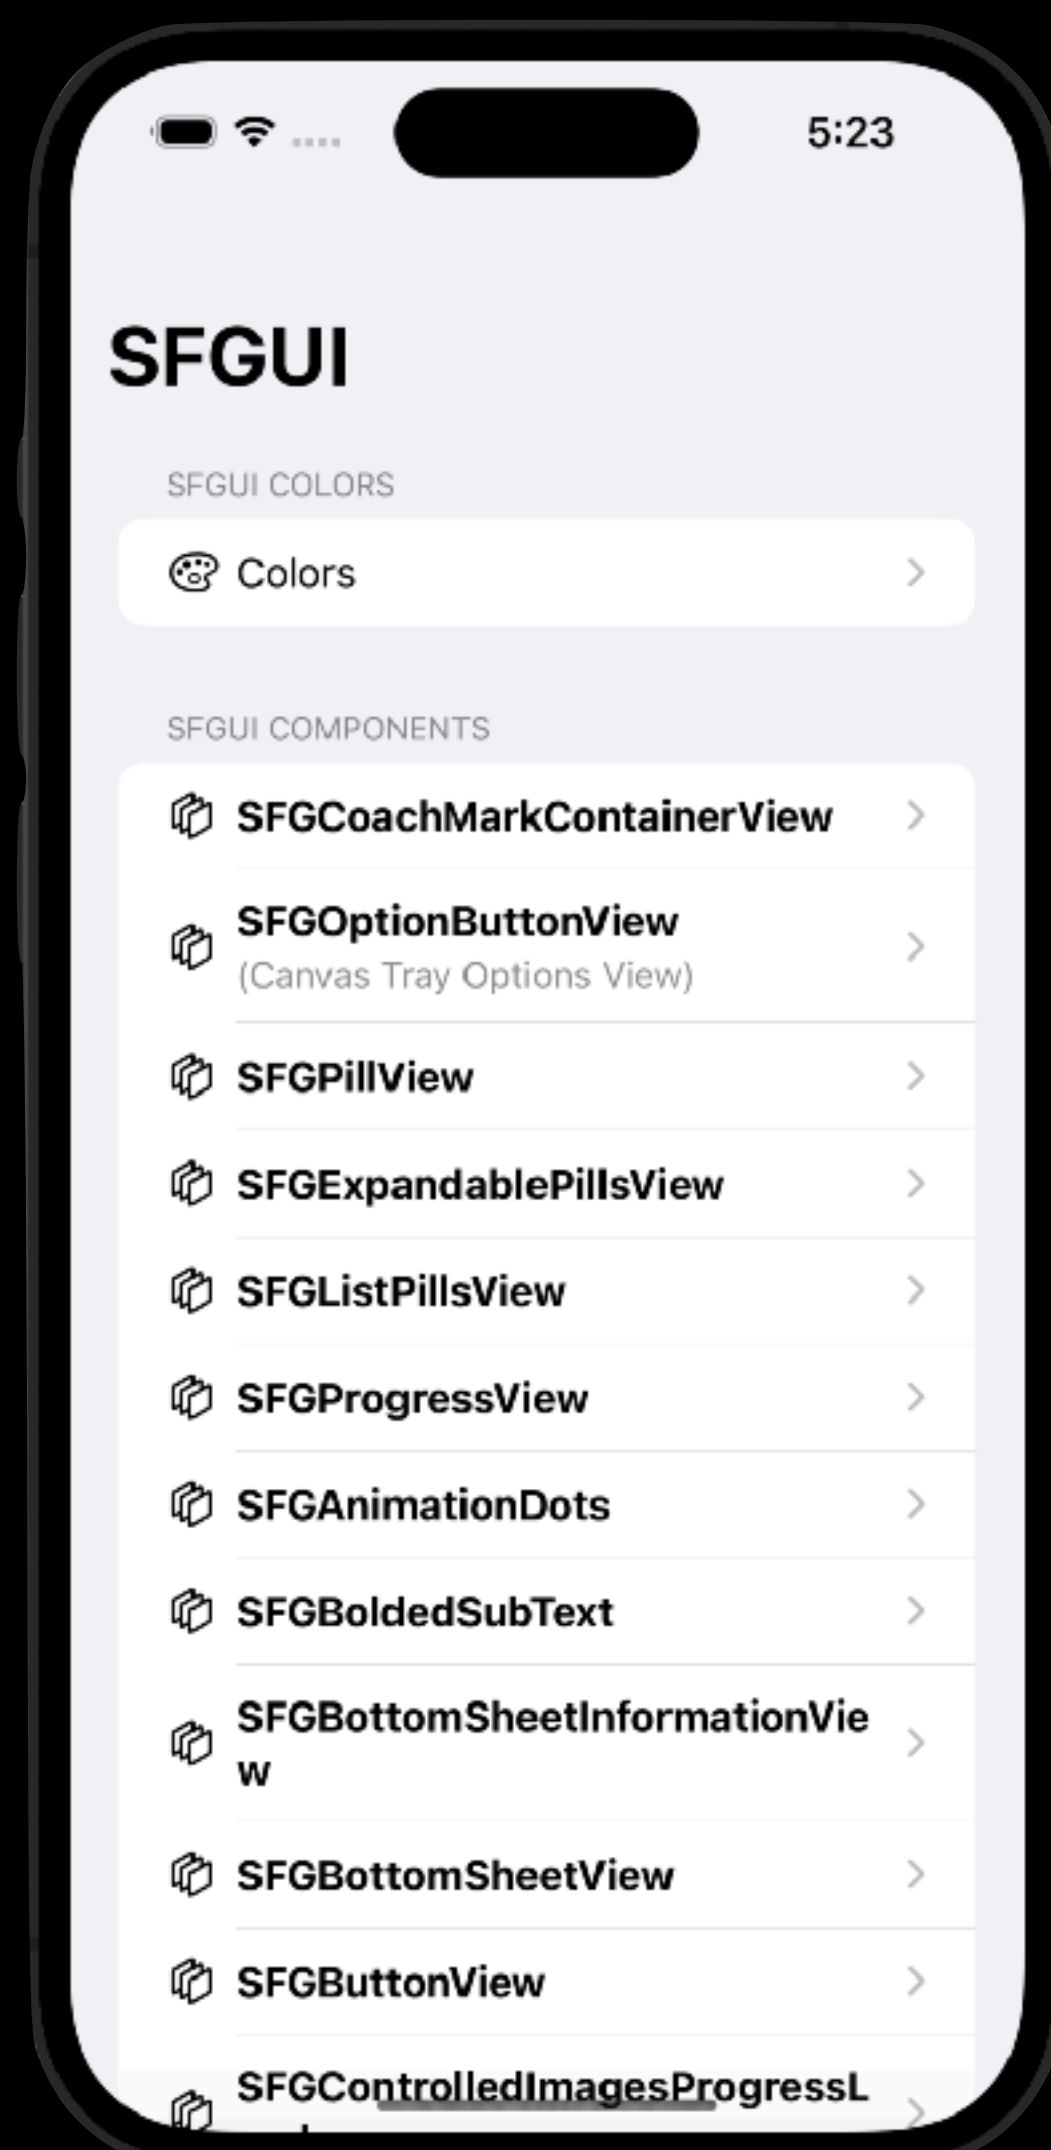 5:23
SFGUI
SFGUI COLORS
Colors
SFGUI COMPONENTS
SFGCoachMarkContainerView
SFGOptionButtonView
(Canvas Tray Options View)
SFGPillView
SFGExpandablePillsView
SFGListPillsView
SFGProgressView
SFGAnimationDots
SFGBoldedSubText
SFGBottomSheetInformationVie
w
SFGBottomSheetView
SFGButtonView
SFGControlledImagesProgressL